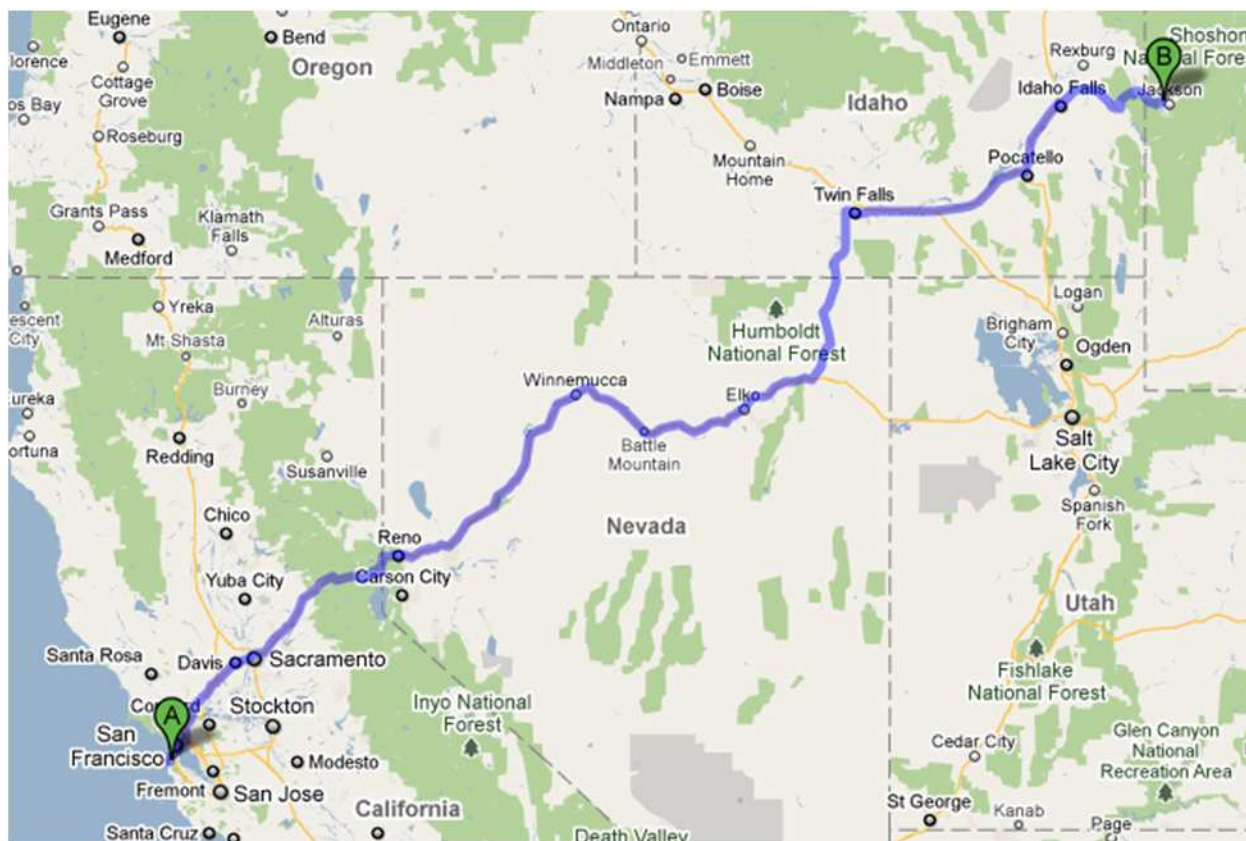 Eugene
Bend
Oregon
Ontario
Middleton
Emmett
Nampa
Boise
Idaho
Rexburg
Shoshon
Idaho Falls
B
Jackson
Cottage
Grove
Roseburg
Mountain
Home
Pocatello
Twin Falls
Grants Pass
Medford
Klamath
Falls
Yreka
Mt Shasta
Alturas
Burney
Redding
Susanville
Humboldt
National Forest
Logan
Brigham
City
Ogden
Winnemucca
Elko
Battle
Mountain
Salt
Lake City
Spanish
Fork
Chico
Yuba City
Reno
Carson City
Nevada
Utah
Santa Rosa
Davis
Sacramento
Fishlake
National Forest
A
Stockton
San
Francisco
Inyo National
Forest
Modesto
Fremont
San Jose
California
Santa Cruz
Cedar City
Glen Canyon
National
Recreation Area
St George
Kanab
Page
Death Valley